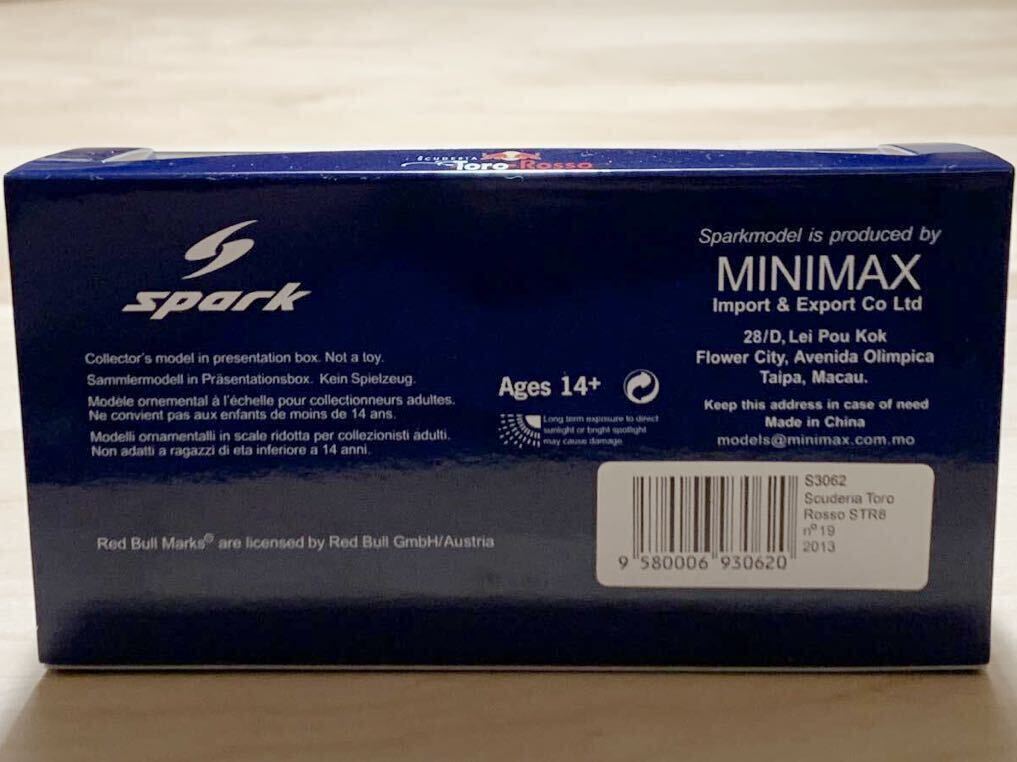 SCUDERIA
Toro Rosso
spark
Collector's model in presentation box. Not a toy.
Sammlermodell in Präsentationsbox. Kein Spielzeug.
Modèle ornemental à l'échelle pour collectionneurs adultes.
Ne convient pas aux enfants de moins de 14 ans.
Modelli ornamentalli in scale ridotta per collezionisti adulti.
Non adatti a ragazzi di eta inferiore a 14 anni.
Red Bull Marks® are licensed by Red Bull GmbH/Austria
Ages 14+
Long term exposure to direct
sunlight or bright spotlight
may cause damage.
Sparkmodel is produced by
MINIMAX
Import & Export Co Ltd
28/D, Lei Pou Kok
Flower City, Avenida Olimpica
Taipa, Macau.
Keep this address in case of need
Made in China
models@minimax.com.mo
S3062
Scuderia Toro
Rosso STR8
nº19
2013
9 580006 930620